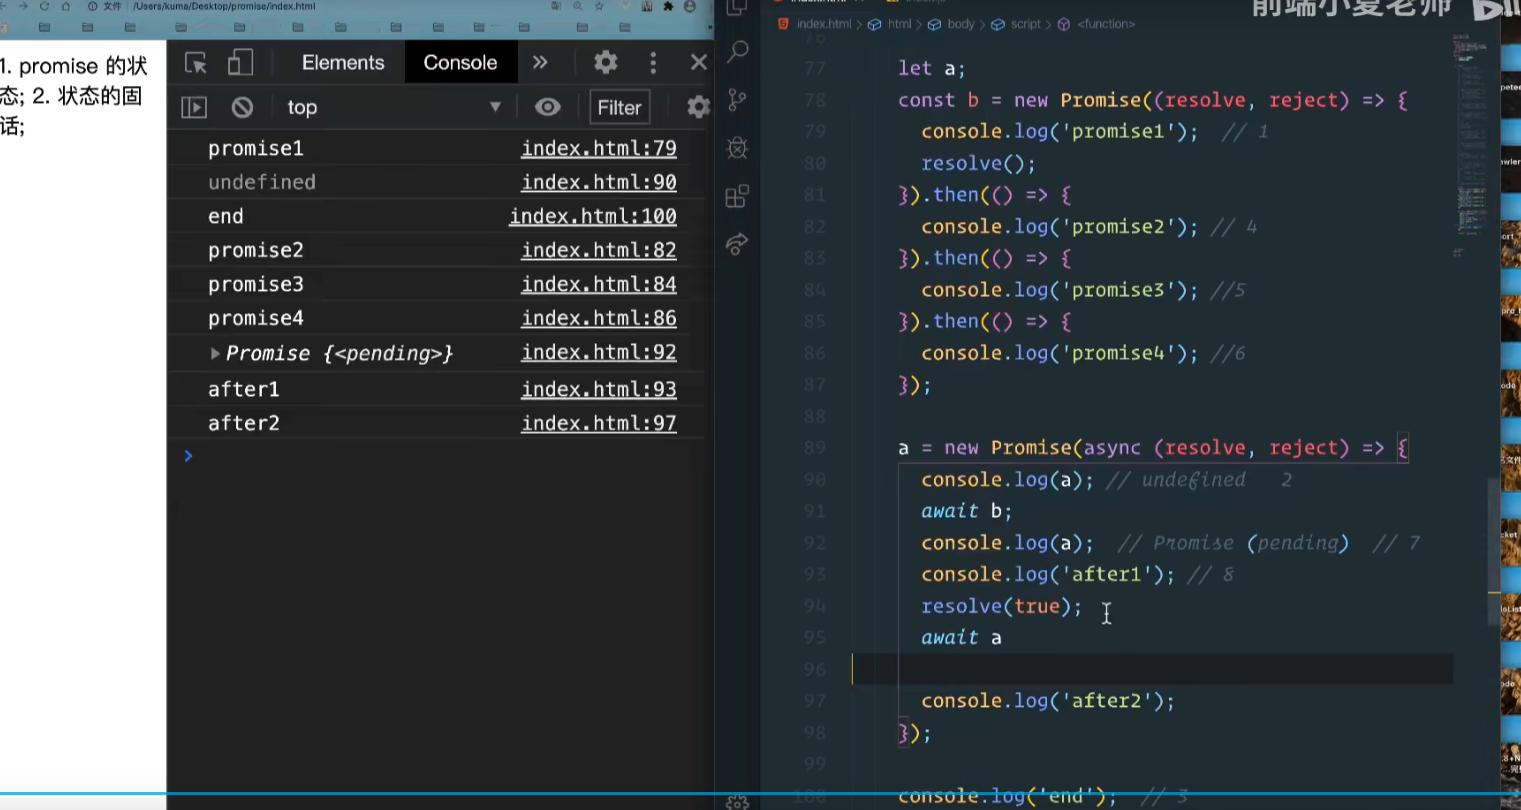 文件 /Users/kuma/Desktop/promise/index.html
1. promise 的状
态; 2. 状态的固
话;
Elements Console »
top Filter
promise1 index.html:79
undefined index.html:90
end index.html:100
promise2 index.html:82
promise3 index.html:84
promise4 index.html:86
Promise {<pending>} index.html:92
after1 index.html:93
after2 index.html:97
>
前端小夏老师
index.html > html > body > script > <function>
76
77 let a;
78 const b = new Promise((resolve, reject) => {
79 console.log('promise1'); // 1
80 resolve();
81 }).then(() => {
82 console.log('promise2'); // 4
83 }).then(() => {
84 console.log('promise3'); //5
85 }).then(() => {
86 console.log('promise4'); //6
87 });
88
89 a = new Promise(async (resolve, reject) => {
90 console.log(a); // undefined 2
91 await b;
92 console.log(a); // Promise (pending) // 7
93 console.log('after1'); // 8
94 resolve(true);
95 await a
96
97 console.log('after2');
98 });
99
100 console.log('end'); // 3